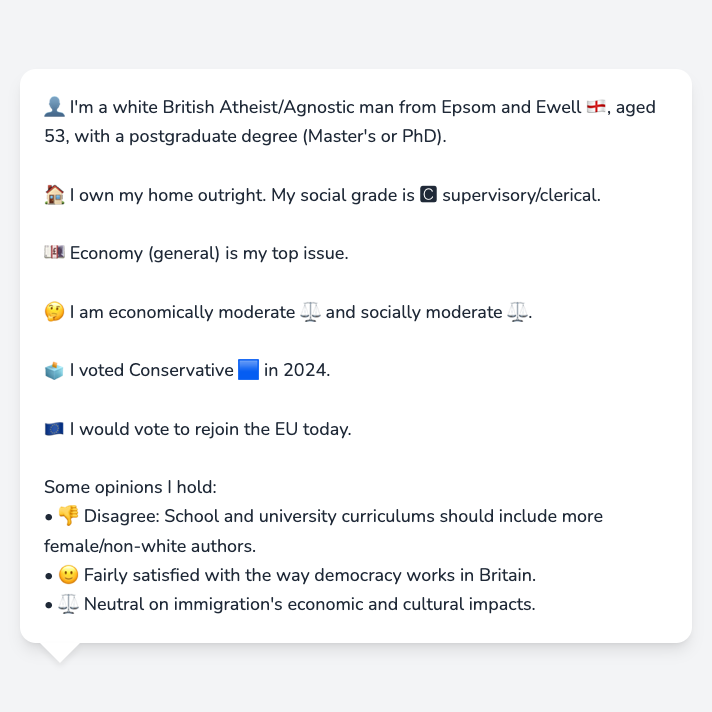 👤 I'm a white British Atheist/Agnostic man from Epsom and Ewell 🏴󠁧󠁢󠁥󠁮󠁧󠁿, aged
53, with a postgraduate degree (Master's or PhD).
🏠 I own my home outright. My social grade is C supervisory/clerical.
💷 Economy (general) is my top issue.
🤔 I am economically moderate ⚖️ and socially moderate ⚖️.
🗳️ I voted Conservative 🟦 in 2024.
🇪🇺 I would vote to rejoin the EU today.
Some opinions I hold:
• 👎 Disagree: School and university curriculums should include more
female/non-white authors.
• 🙂 Fairly satisfied with the way democracy works in Britain.
• ⚖️ Neutral on immigration's economic and cultural impacts.